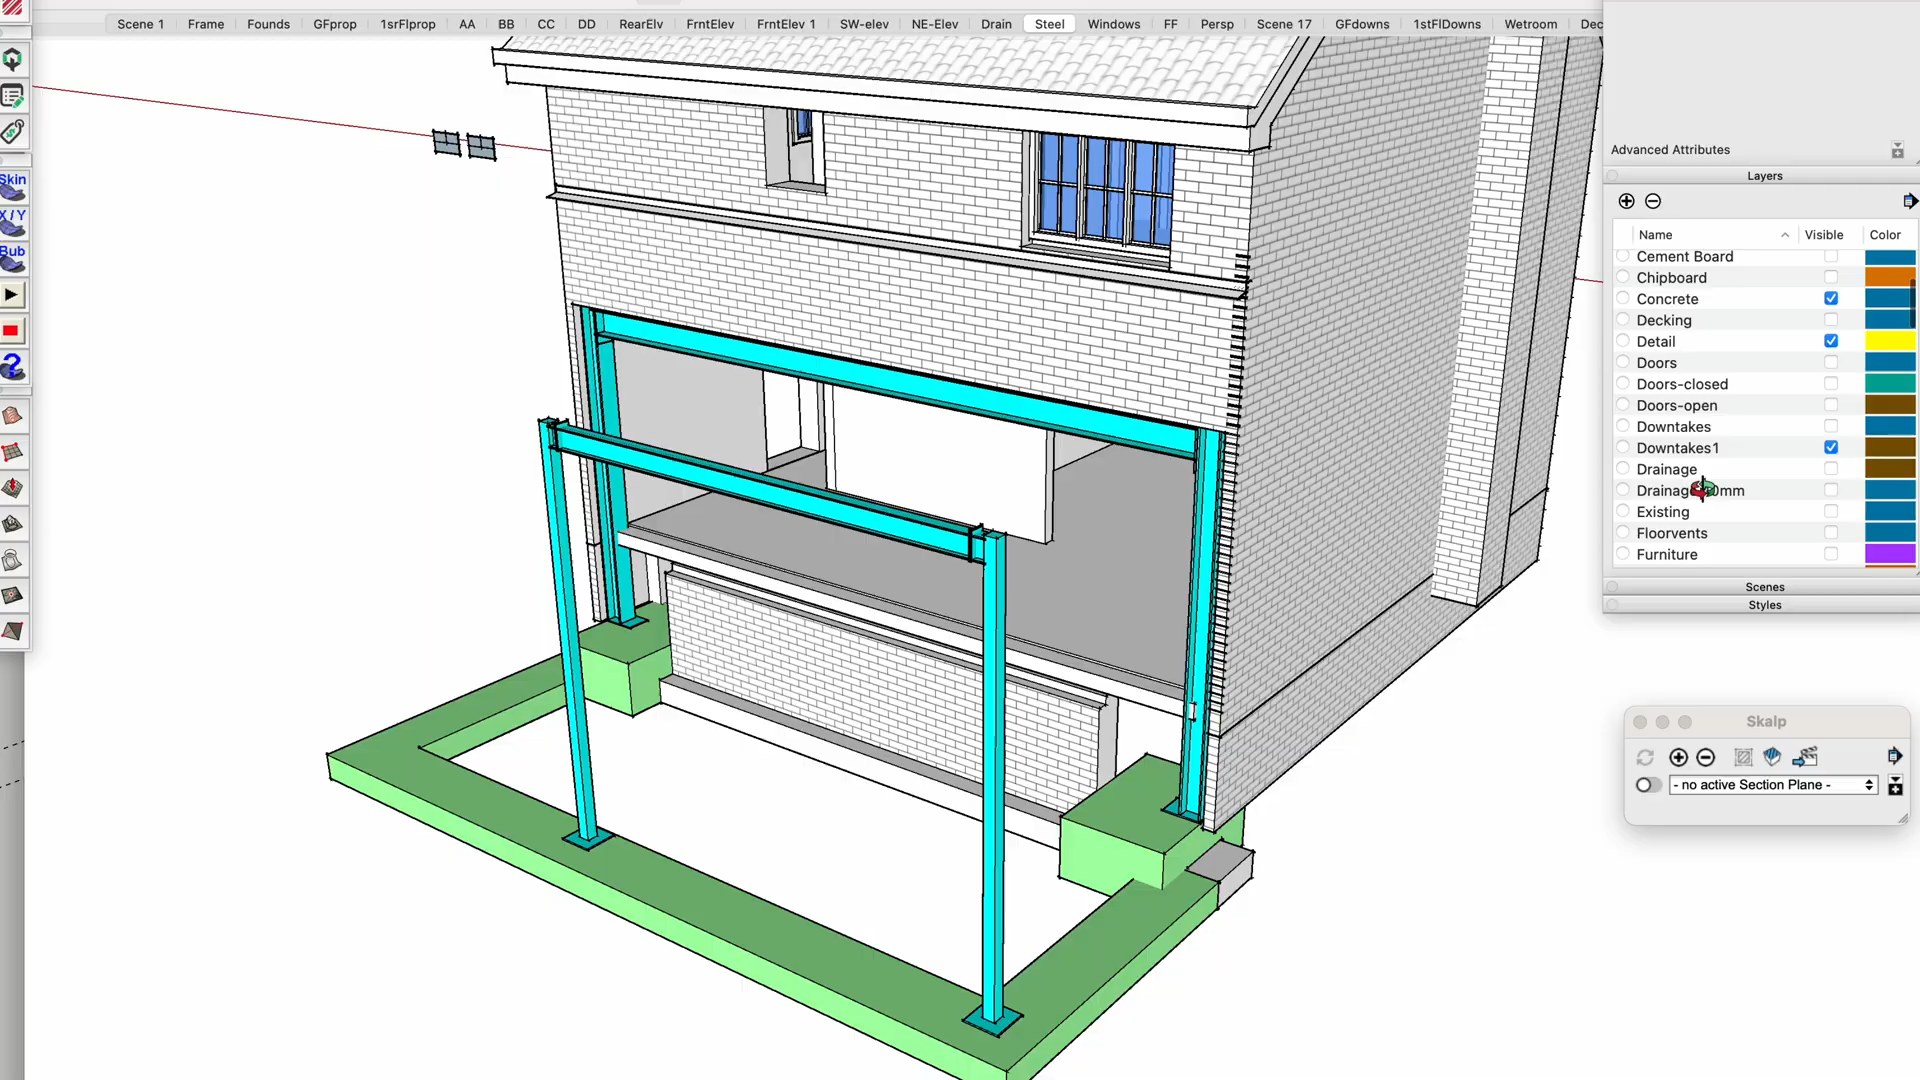 Scene 1 Frame Founds GFprop 1srFlprop AA BB CC DD RearElv FrntElev FrntElev 1 SW-elev NE-Elev Drain Steel Windows FF Persp Scene 17 GFdowns 1stFlDowns Wetroom Dec
Advanced Attributes
Layers
Skin
X / Y
Bub
Name Visible Color
Cement Board
Chipboard
Concrete
Decking
Detail
Doors
Doors-closed
Doors-open
Downtakes
Downtakes1
Drainage
Existing
Floorvents
Furniture
Scenes
Styles
Skalp
- no active Section Plane -